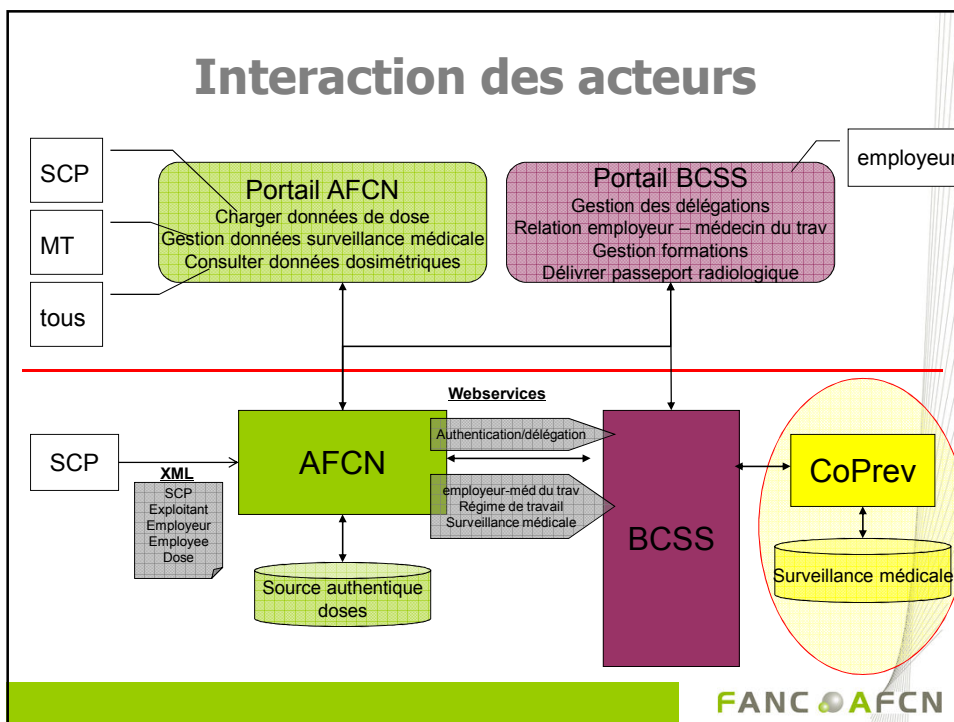 Interaction des acteurs
SCP
MT
tous
Portail AFCN
Charger données de dose
Gestion données surveillance médicale
Consulter données dosimétriques
Portail BCSS
Gestion des délégations
Relation employeur – médecin du trav
Gestion formations
Délivrer passeport radiologique
employeur
Webservices
SCP
XML
SCP
Exploitant
Employeur
Employee
Dose
AFCN
Authentication/délégation
employeur-méd du trav
Régime de travail
Surveillance médicale
BCSS
CoPrev
Surveillance médicale
Source authentique
doses
FANC AFCN